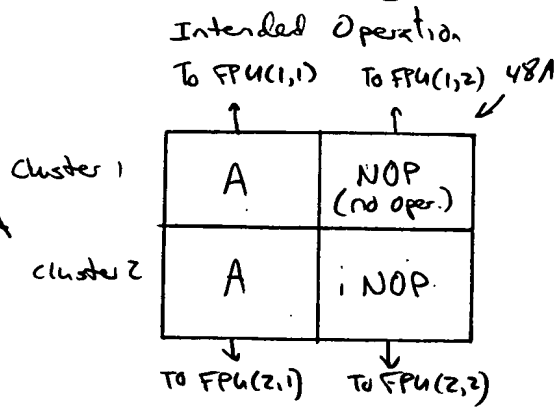 Intended Operation
To FPU(1,1) To FPU(1,2) 48A
Cluster 1 A NOP
(no oper.)
cluster 2 A i NOP
To FPU(2,1) To FPU(2,2)